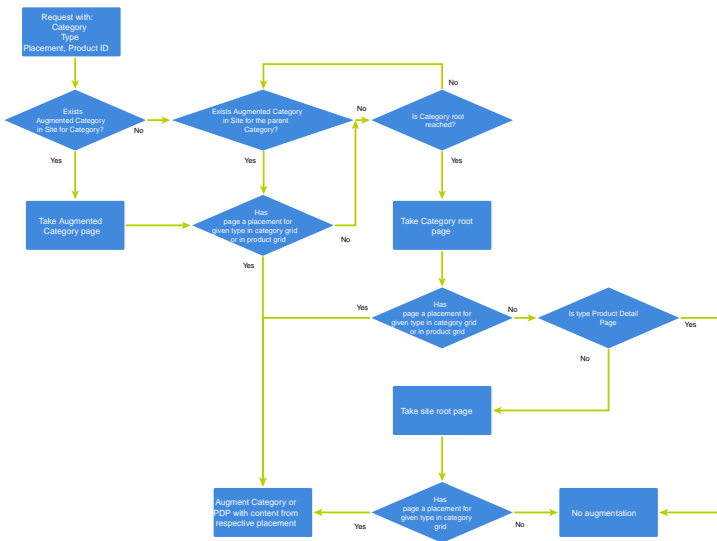 Request with:
Category
Type
Placement, Product ID
No
Exists
Augmented Category
in Site for Category?
No
Exists Augmented Category
in Site for the parent
Category?
No
Is Category root
reached?
Yes
Yes
Yes
Take Augmented
Category page
Has
page a placement for
given type in category grid
or in product grid
No
Take Category root
page
Yes
Yes
Has
page a placement for
given type in category grid
or in product grid
No
Is type Product Detail
Page
Yes
No
Take site root page
Augment Category or
PDP with content from
respective placement
Yes
Has
page a placement for
given type in category
grid
No
No augmentation